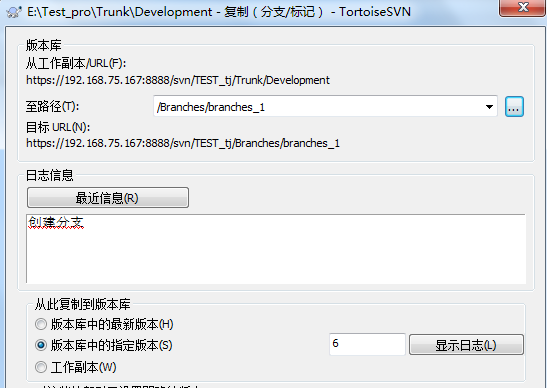 E:\Test_pro\Trunk\Development - 复制（分支/标记）- TortoiseSVN
版本库
从工作副本/URL(F):
https://192.168.75.167:8888/svn/TEST_tj/Trunk/Development
至路径(T):
/Branches/branches_1
...
目标 URL(N):
https://192.168.75.167:8888/svn/TEST_tj/Branches/branches_1
日志信息
最近信息(R)
创建分支
从此复制到版本库
版本库中的最新版本(H)
版本库中的指定版本(S)
6
显示日志(L)
工作副本(W)